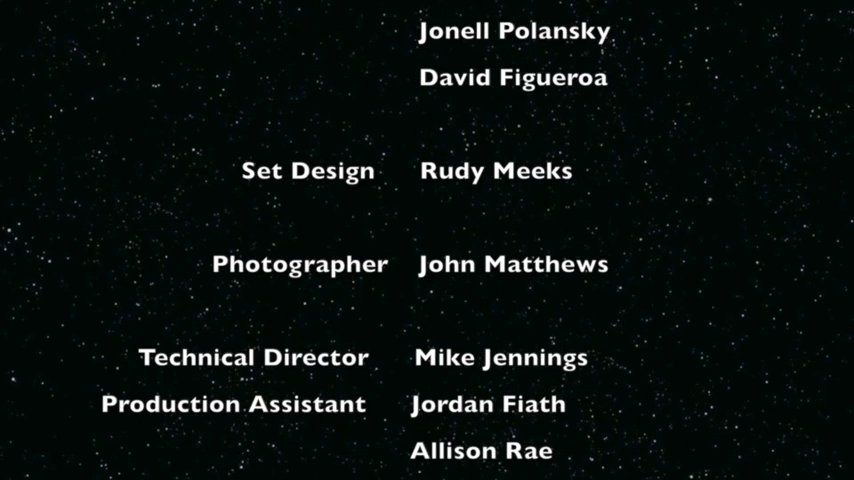 Jonell Polansky
David Figueroa
Set Design Rudy Meeks
Photographer John Matthews
Technical Director Mike Jennings
Production Assistant Jordan Fiath
Allison Rae